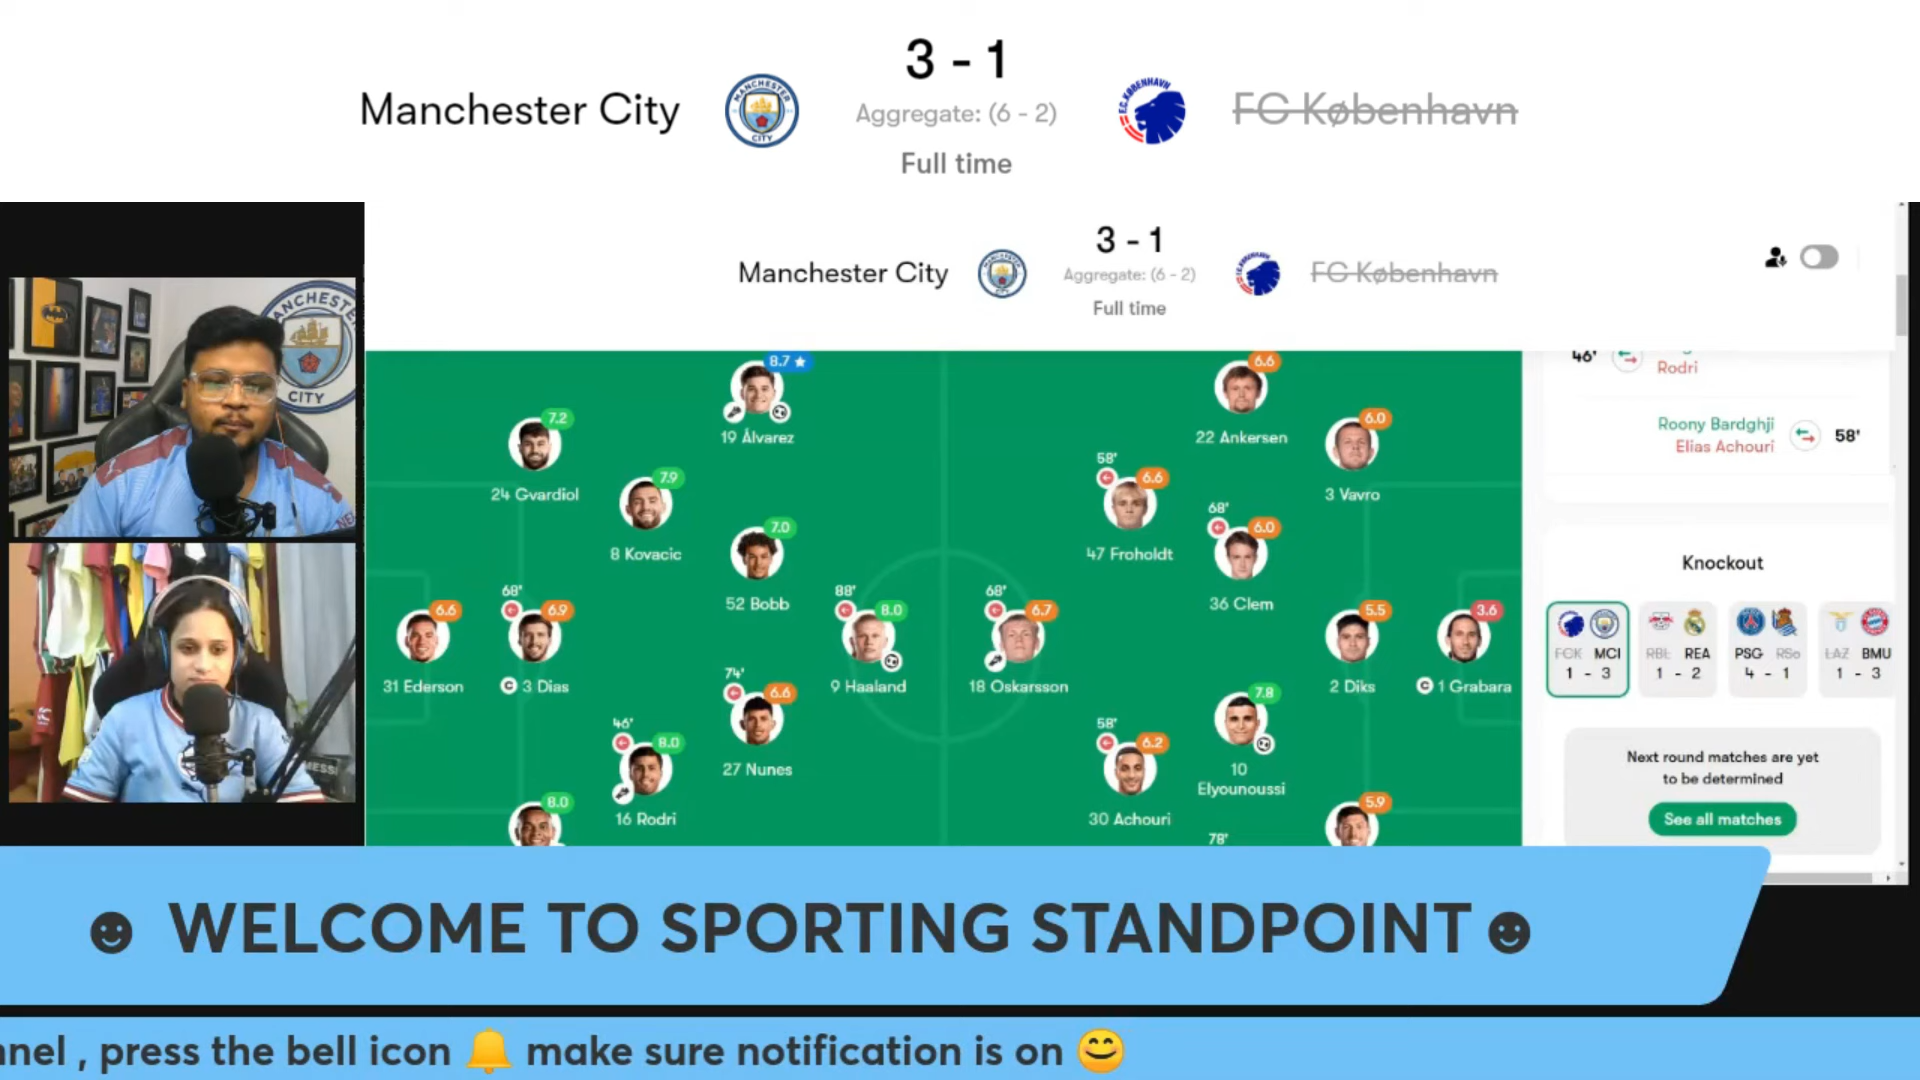 3 - 1
Manchester City
Aggregate: (6 - 2)
FC København
Full time
3 - 1
Manchester City
Aggregate: (6 - 2)
FC København
Full time
MANCHESTER
CITY
MESSI
8.7
19 Álvarez
7.2
24 Gvardiol
7.9
8 Kovacic
7.0
52 Bobb
6.6
31 Ederson
68'
6.9
C 3 Dias
88'
8.0
9 Haaland
74'
6.6
27 Nunes
46'
8.0
16 Rodri
8.0
6.6
22 Ankersen
6.0
3 Vavro
58'
6.6
47 Froholdt
68'
6.0
36 Clem
68'
6.7
18 Oskarsson
5.5
2 Diks
3.6
C 1 Grabara
7.8
10
Elyounoussi
58'
6.2
30 Achouri
78'
5.9
46'
Rodri
Roony Bardghji
Elias Achouri
58'
Knockout
FCK MCI
1 - 3
RBL REA
1 - 2
PSG RSo
4 - 1
LAZ BMU
1 - 3
Next round matches are yet
to be determined
See all matches
☻ WELCOME TO SPORTING STANDPOINT☻
nnel , press the bell icon 🔔 make sure notification is on 😊